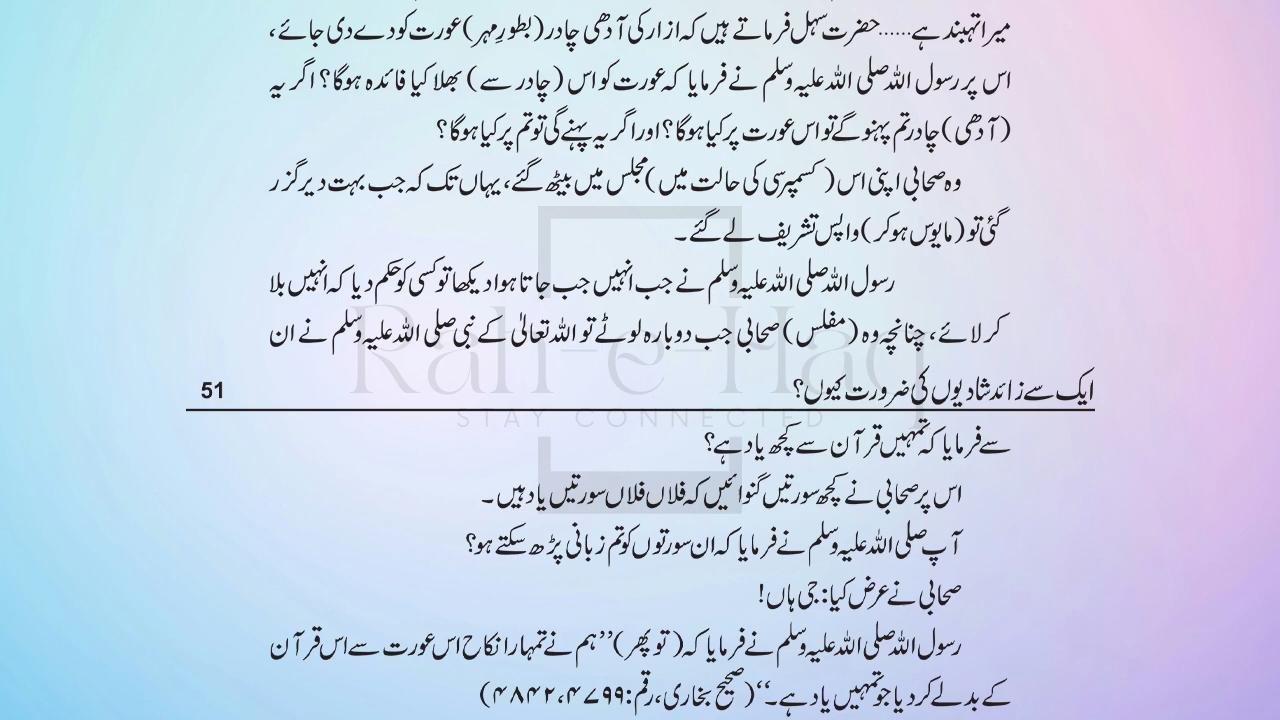 میرا تہبند ہے......حضرت سہل فرماتے ہیں کہ ازار کی آدھی چادر (بطورِ مہر) عورت کو دے دی جائے،
اس پر رسول اللہ صلی اللہ علیہ وسلم نے فرمایا کہ عورت کو اس (چادر سے) بھلا کیا فائدہ ہوگا؟ اگر یہ
(آدھی) چادر تم پہنو گے تو اس عورت پر کیا ہوگا؟ اور اگر یہ پہنے گی تو تم پر کیا ہوگا؟
وہ صحابی اپنی اس (کسمپرسی کی حالت میں) مجلس میں بیٹھ گئے، یہاں تک کہ جب بہت دیر گزر
گئی تو (مایوس ہوکر) واپس تشریف لے گئے۔
رسول اللہ صلی اللہ علیہ وسلم نے جب انہیں جب جاتا ہوا دیکھا تو کسی کو حکم دیا کہ انہیں بلا
کر لائے، چنانچہ وہ (مفلس) صحابی جب دوبارہ لوٹے تو اللہ تعالیٰ کے نبی صلی اللہ علیہ وسلم نے ان
Rah-e-Haq
ایک سے زائد شادیوں کی ضرورت کیوں؟ 51
STAY CONNECTED
سے فرمایا کہ تمہیں قرآن سے کچھ یاد ہے؟
اس پر صحابی نے کچھ سورتیں گنوائیں کہ فلاں فلاں سورتیں یاد ہیں۔
آپ صلی اللہ علیہ وسلم نے فرمایا کہ ان سورتوں کو تم زبانی پڑھ سکتے ہو؟
صحابی نے عرض کیا: جی ہاں!
رسول اللہ صلی اللہ علیہ وسلم نے فرمایا کہ (تو پھر) ’’ہم نے تمہارا نکاح اس عورت سے اس قرآن
کے بدلے کردیا جو تمہیں یاد ہے۔‘‘ (صحیح بخاری، رقم: ۴۷۹۹، ۴۸۴۲)